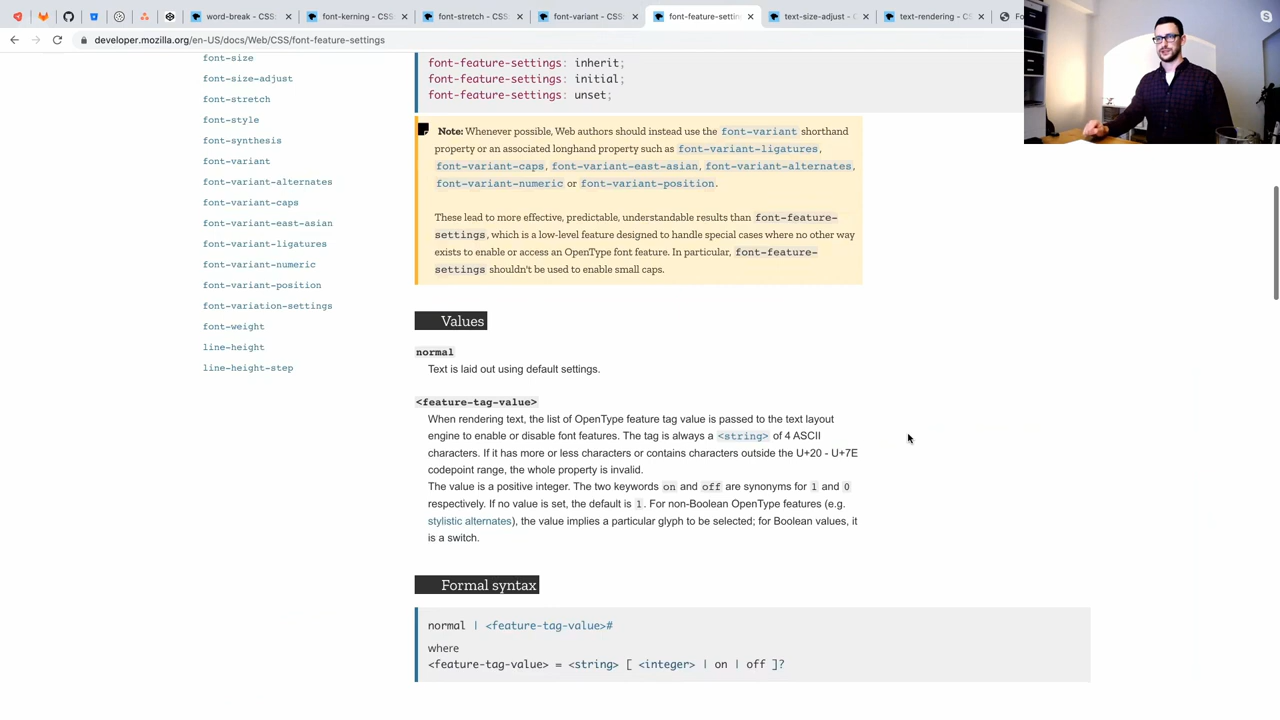 word-break - CSS:
font-kerning - CSS:
font-stretch - CSS:
font-variant - CSS:
font-feature-settin
text-size-adjust - C
text-rendering - CS
Fo
developer.mozilla.org/en-US/docs/Web/CSS/font-feature-settings
font-size
font-size-adjust
font-stretch
font-style
font-synthesis
font-variant
font-variant-alternates
font-variant-caps
font-variant-east-asian
font-variant-ligatures
font-variant-numeric
font-variant-position
font-variation-settings
font-weight
line-height
line-height-step
font-feature-settings: inherit;
font-feature-settings: initial;
font-feature-settings: unset;
Note: Whenever possible, Web authors should instead use the font-variant shorthand
property or an associated longhand property such as font-variant-ligatures,
font-variant-caps, font-variant-east-asian, font-variant-alternates,
font-variant-numeric or font-variant-position.
These lead to more effective, predictable, understandable results than font-feature-
settings, which is a low-level feature designed to handle special cases where no other way
exists to enable or access an OpenType font feature. In particular, font-feature-
settings shouldn't be used to enable small caps.
Values
normal
Text is laid out using default settings.
<feature-tag-value>
When rendering text, the list of OpenType feature tag value is passed to the text layout
engine to enable or disable font features. The tag is always a <string> of 4 ASCII
characters. If it has more or less characters or contains characters outside the U+20 - U+7E
codepoint range, the whole property is invalid.
The value is a positive integer. The two keywords on and off are synonyms for 1 and 0
respectively. If no value is set, the default is 1. For non-Boolean OpenType features (e.g.
stylistic alternates), the value implies a particular glyph to be selected; for Boolean values, it
is a switch.
Formal syntax
normal | <feature-tag-value>#
where
<feature-tag-value> = <string> [ <integer> | on | off ]?